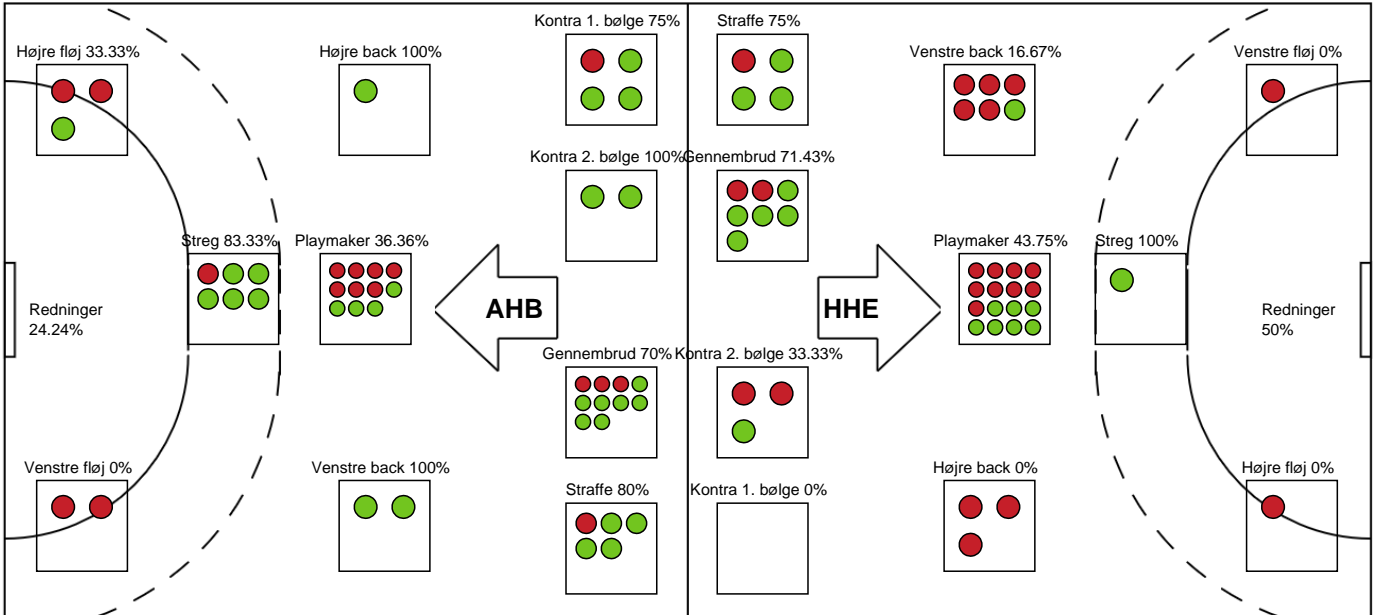 Kontra 1. bølge 75%
Straffe 75%
Højre fløj 33.33%
Højre back 100%
Venstre back 16.67%
Venstre fløj 0%
Kontra 2. bølge 100%
Gennembrud 71.43%
Streg 83.33%
Playmaker 36.36%
Playmaker 43.75%
Streg 100%
Redninger
24.24%
AHB
HHE
Redninger
50%
Gennembrud 70%
Kontra 2. bølge 33.33%
Venstre fløj 0%
Venstre back 100%
Højre back 0%
Højre fløj 0%
Straffe 80%
Kontra 1. bølge 0%